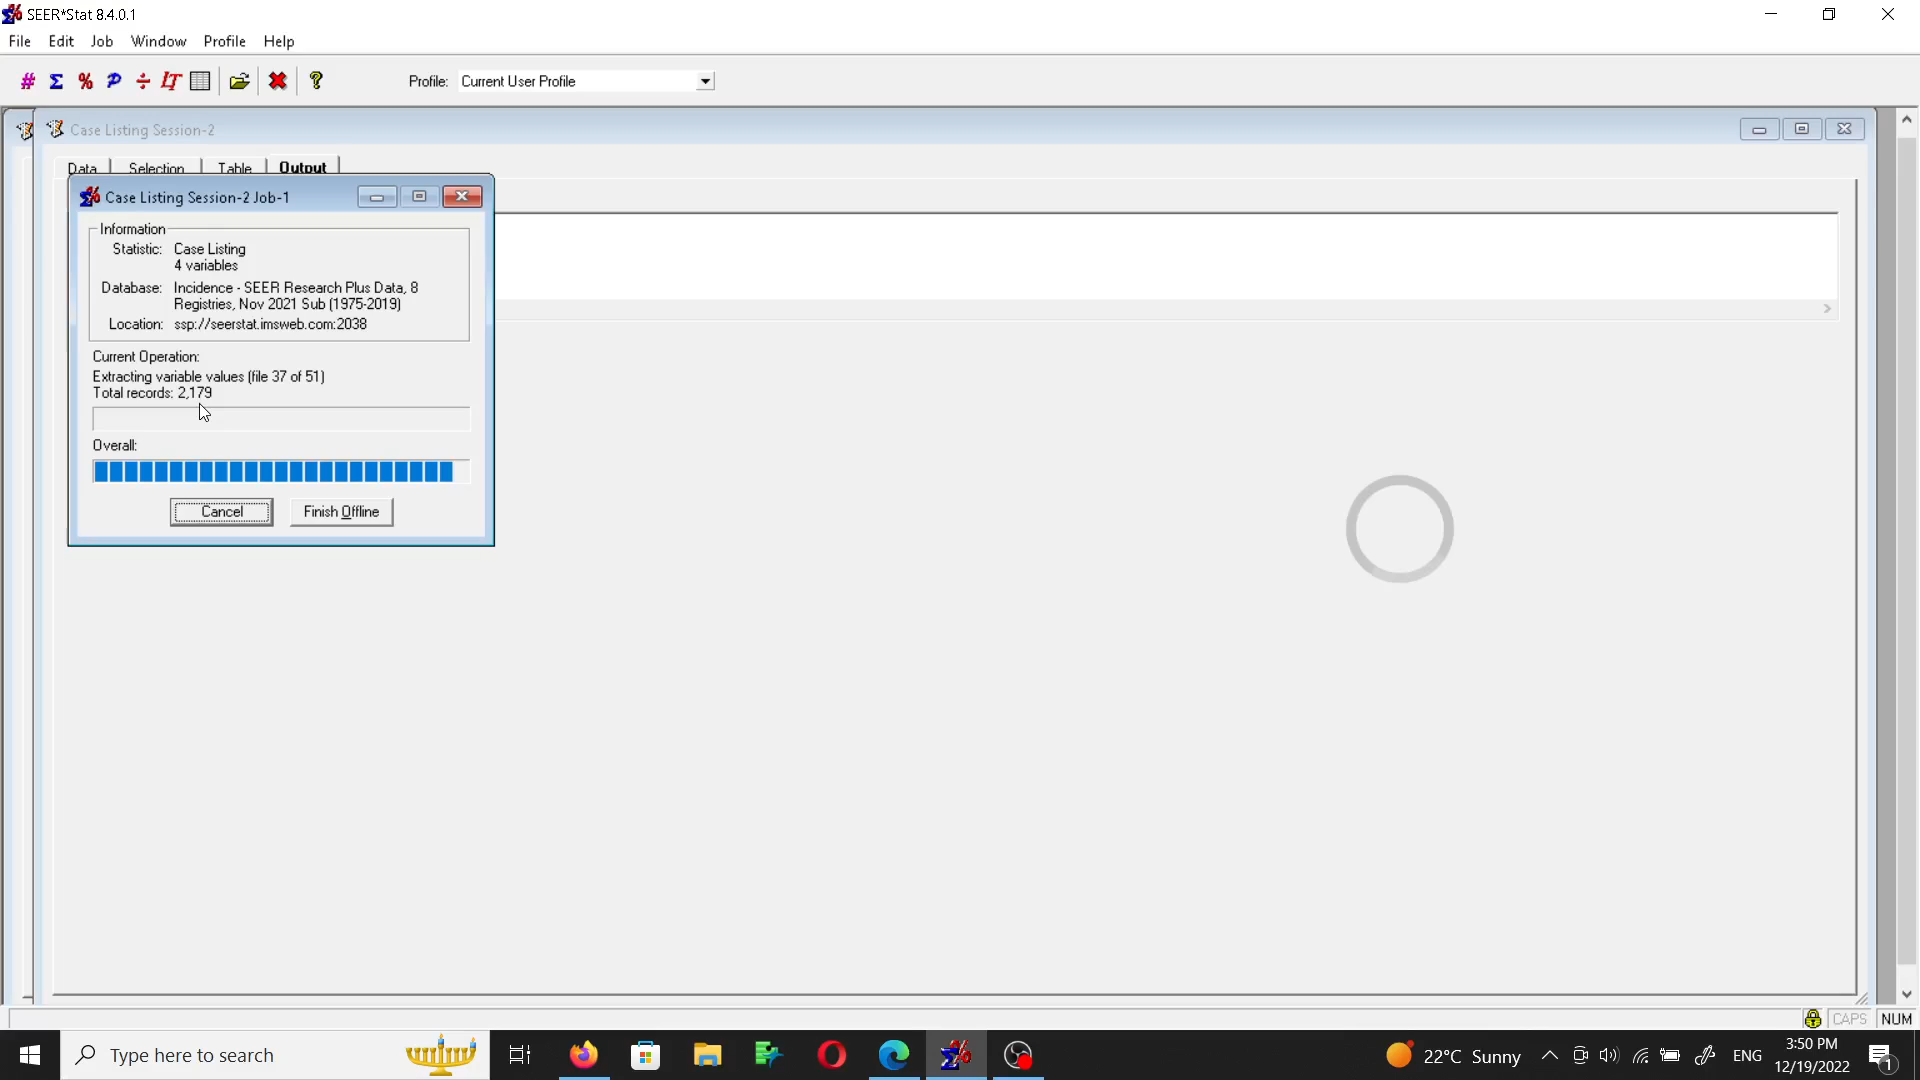 SEER*Stat 8.4.0.1
File Edit Job Window Profile Help
Profile: Current User Profile
Case Listing Session-2
Data Selection Table Output
Case Listing Session-2 Job-1
Information
Statistic: Case Listing
4 variables
Database: Incidence - SEER Research Plus Data, 8
Registries, Nov 2021 Sub (1975-2019)
Location: ssp://seerstat.imsweb.com:2038
Current Operation:
Extracting variable values (file 37 of 51)
Total records: 2,179
Overall:
Cancel Finish Offline
CAPS NUM
Type here to search
22°C Sunny
ENG
3:50 PM
12/19/2022
1